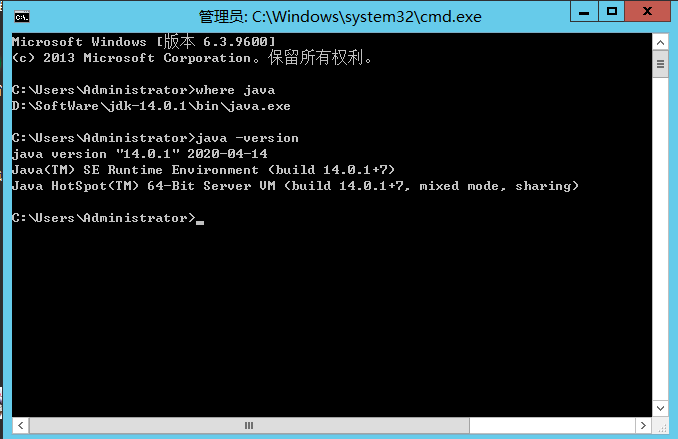 管理员: C:\Windows\system32\cmd.exe
Microsoft Windows [版本 6.3.9600]
(c) 2013 Microsoft Corporation。保留所有权利。
C:\Users\Administrator>where java
D:\SoftWare\jdk-14.0.1\bin\java.exe
C:\Users\Administrator>java -version
java version "14.0.1" 2020-04-14
Java(TM) SE Runtime Environment (build 14.0.1+7)
Java HotSpot(TM) 64-Bit Server VM (build 14.0.1+7, mixed mode, sharing)
C:\Users\Administrator>